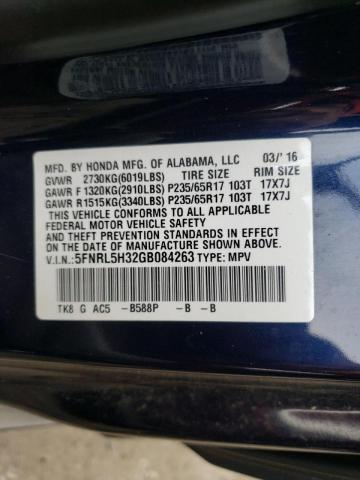 MFD. BY HONDA MFG. OF ALABAMA, LLC 03/'16
GVWR 2730KG(6019LBS) TIRE SIZE RIM SIZE
GAWR F 1320KG(2910LBS) P235/65R17 103T 17X7J
GAWR R 1515KG(3340LBS) P235/65R17 103T 17X7J
THIS VEHICLE CONFORMS TO ALL APPLICABLE
FEDERAL MOTOR VEHICLE SAFETY
BUMPER, AND THEFT PREVENTION STANDARDS IN EFFECT
ON THE DATE OF MANUFACTURE SHOWN ABOVE.
V.I.N.: 5FNRL5H32GB084263 TYPE: MPV
TK8 G AC5 -B588P -B -B